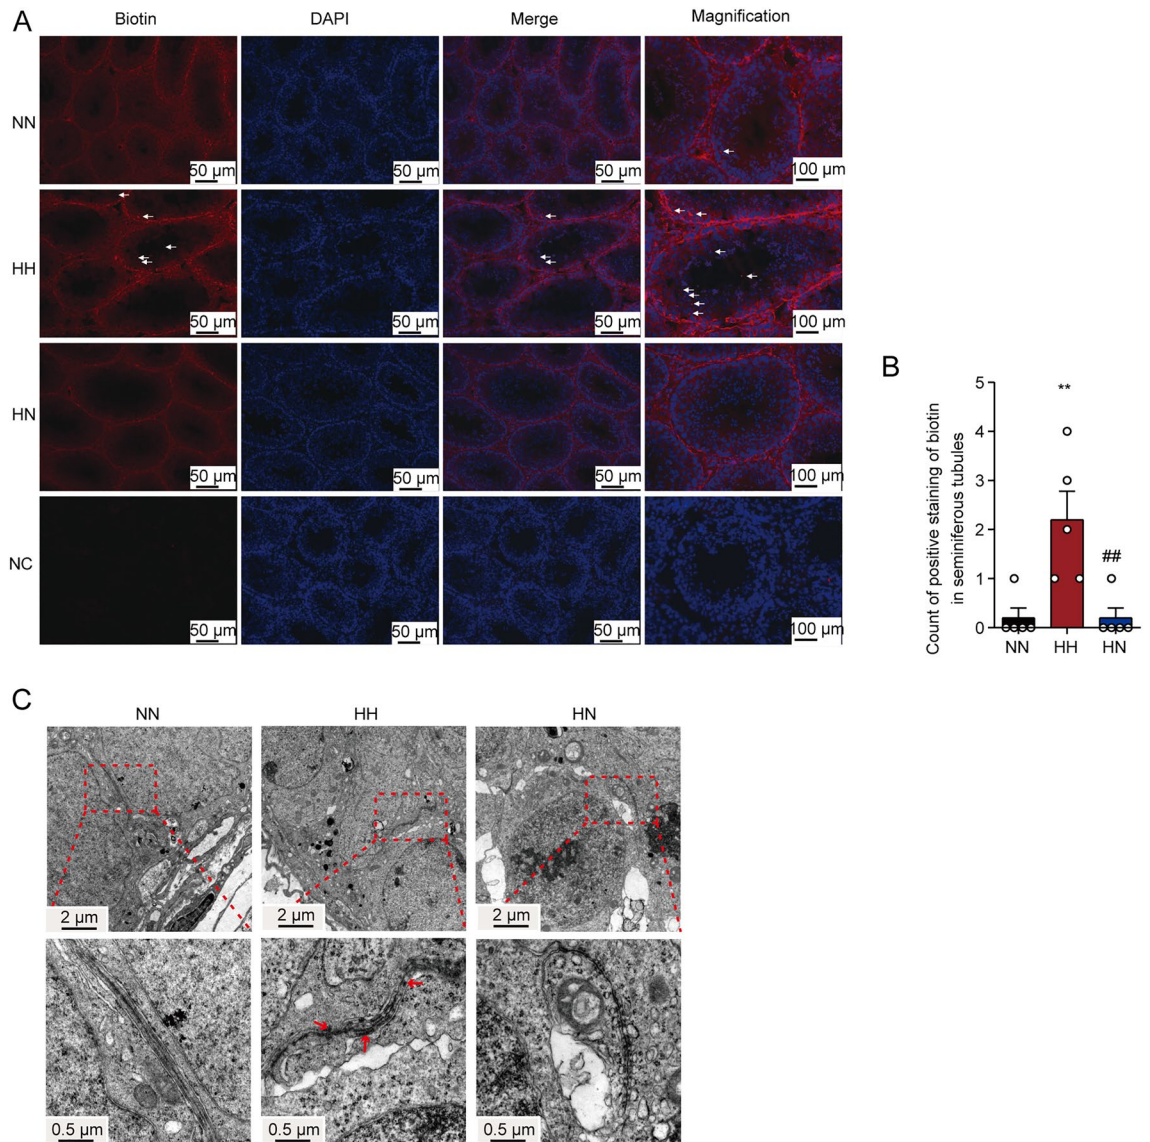 A
Biotin DAPI Merge Magnification
NN
50 μm 50 μm 50 μm 100 μm
HH
50 μm 50 μm 50 μm 100 μm
HN
50 μm 50 μm 50 μm 100 μm
NC
50 μm 50 μm 50 μm 100 μm
B
Count of positive staining of biotin
in seminiferous tubules
5
4
3
2
1
0
**
##
NN HH HN
C
NN HH HN
2 μm 2 μm 2 μm
0.5 μm 0.5 μm 0.5 μm